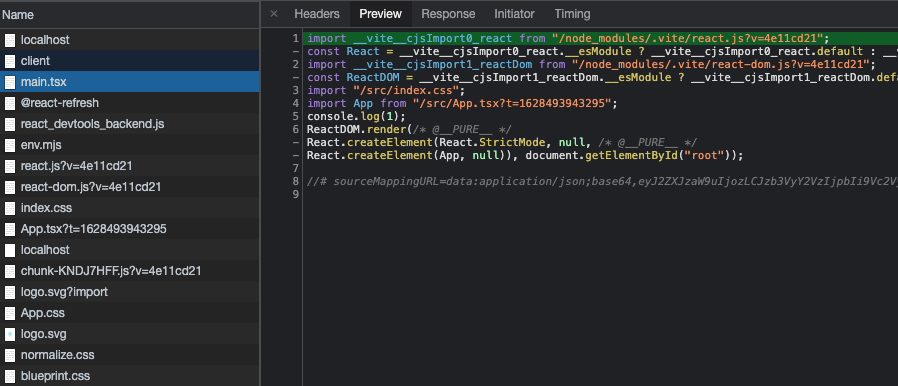 Name
localhost
client
main.tsx
@react-refresh
react_devtools_backend.js
env.mjs
react.js?v=4e11cd21
react-dom.js?v=4e11cd21
index.css
App.tsx?t=1628493943295
localhost
chunk-KNDJ7HFF.js?v=4e11cd21
logo.svg?import
App.css
logo.svg
normalize.css
blueprint.css
× Headers Preview Response Initiator Timing
1 import __vite__cjsImport0_react from "/node_modules/.vite/react.js?v=4e11cd21";
– const React = __vite__cjsImport0_react.__esModule ? __vite__cjsImport0_react.default : __
2 import __vite__cjsImport1_reactDom from "/node_modules/.vite/react-dom.js?v=4e11cd21";
– const ReactDOM = __vite__cjsImport1_reactDom.__esModule ? __vite__cjsImport1_reactDom.defa
3 import "/src/index.css";
4 import App from "/src/App.tsx?t=1628493943295";
5 console.log(1);
6 ReactDOM.render(/* @__PURE__ */
– React.createElement(React.StrictMode, null, /* @__PURE__ */
– React.createElement(App, null)), document.getElementById("root"));
7
8 //# sourceMappingURL=data:application/json;base64,eyJ2ZXJzaW9uIjozLCJzb3VyY2VzIjpbIi9Vc2V
9